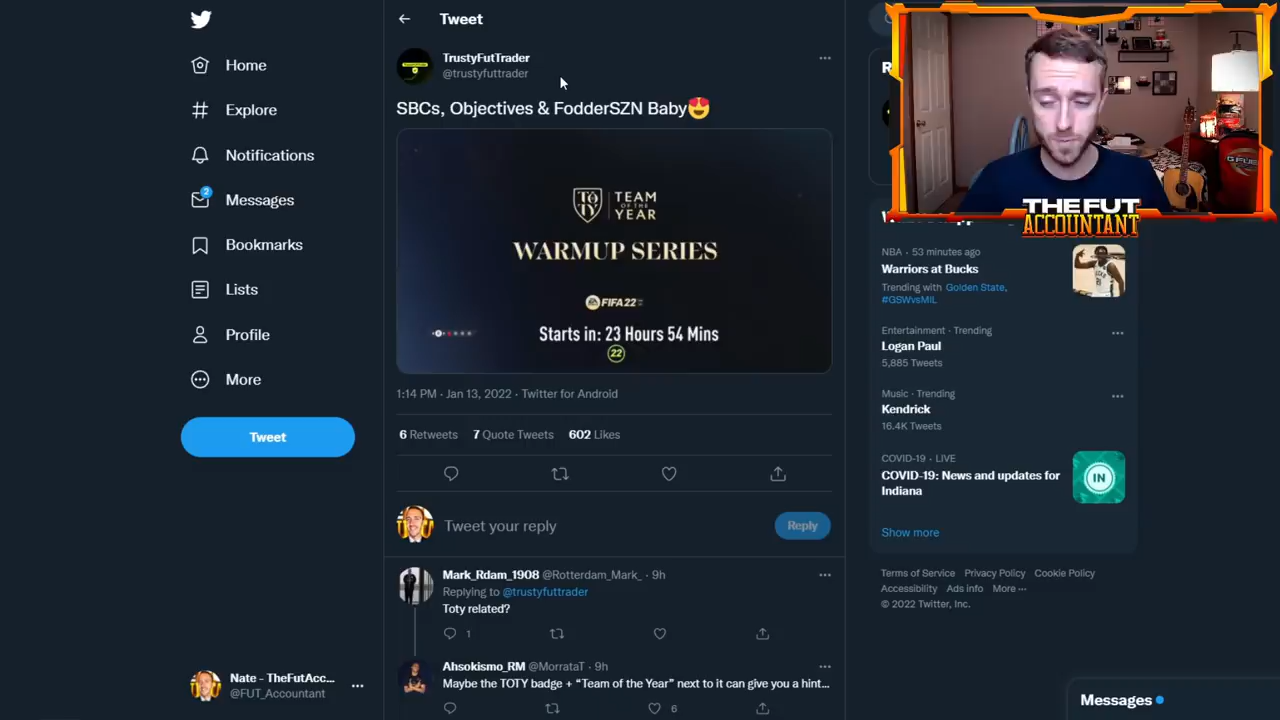 Home
Explore
Notifications
2
Messages
Bookmarks
Lists
Profile
More
Tweet
Nate - TheFutAcc...
@FUT_Accountant
Tweet
TrustyFutTrader
@trustyfuttrader
SBCs, Objectives & FodderSZN Baby😍
TOTY | TEAM OF THE YEAR
WARMUP SERIES
FIFA 22
Starts in: 23 Hours 54 Mins
22
1:14 PM · Jan 13, 2022 · Twitter for Android
6 Retweets 7 Quote Tweets 602 Likes
Tweet your reply
Reply
Mark_Rdam_1908 @Rotterdam_Mark_ · 9h
Replying to @trustyfuttrader
Toty related?
1
Ahsokismo_RM @MorrataT · 9h
Maybe the TOTY badge + “Team of the Year” next to it can give you a hint...
6
THE FUT
ACCOUNTANT
NBA · 53 minutes ago
Warriors at Bucks
Trending with Golden State,
#GSWvsMIL
Entertainment · Trending
Logan Paul
5,885 Tweets
Music · Trending
Kendrick
16.4K Tweets
COVID-19 · LIVE
COVID-19: News and updates for
Indiana
IN
Show more
Terms of Service Privacy Policy Cookie Policy
Accessibility Ads info More ···
© 2022 Twitter, Inc.
Messages